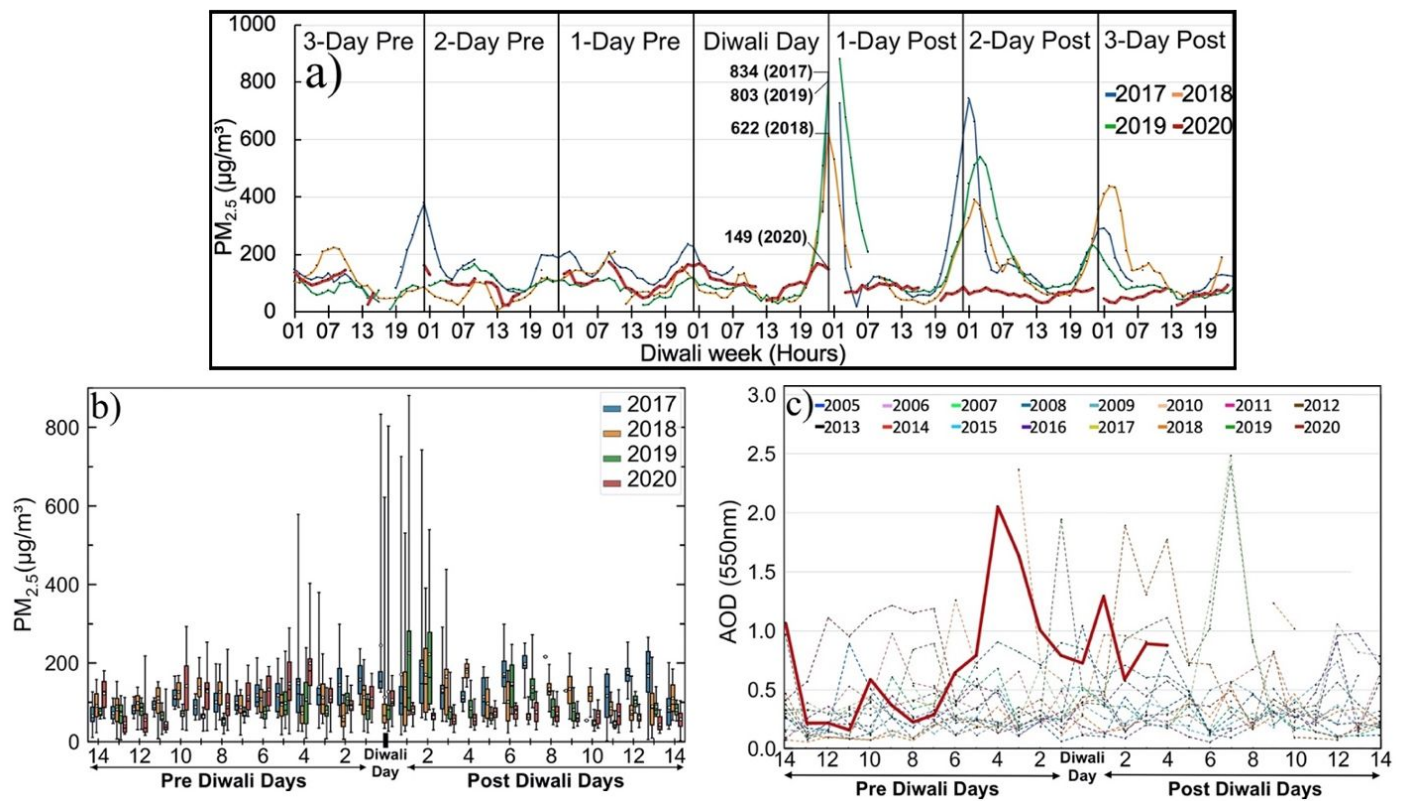 1000
3-Day Pre 2-Day Pre 1-Day Pre Diwali Day 1-Day Post 2-Day Post 3-Day Post
a)
834 (2017)
800
803 (2019)
2017 2018
622 (2018)
2019 2020
600
400
149 (2020)
200
0
PM2.5 (µg/m³)
01 07 13 19 01 07 13 19 01 07 13 19 01 07 13 19 01 07 13 19 01 07 13 19 01 07 13 19
Diwali week (Hours)
b)
2017
2018
2019
2020
800
600
400
200
0
PM2.5(µg/m³)
14 12 10 8 6 4 2 Diwali Day 2 4 6 8 10 12 14
Pre Diwali Days Post Diwali Days
c)
2005 2006 2007 2008 2009 2010 2011 2012
2013 2014 2015 2016 2017 2018 2019 2020
3.0
2.5
2.0
1.5
1.0
0.5
0.0
AOD (550nm)
14 12 10 8 6 4 2 Diwali Day 2 4 6 8 10 12 14
Pre Diwali Days Post Diwali Days